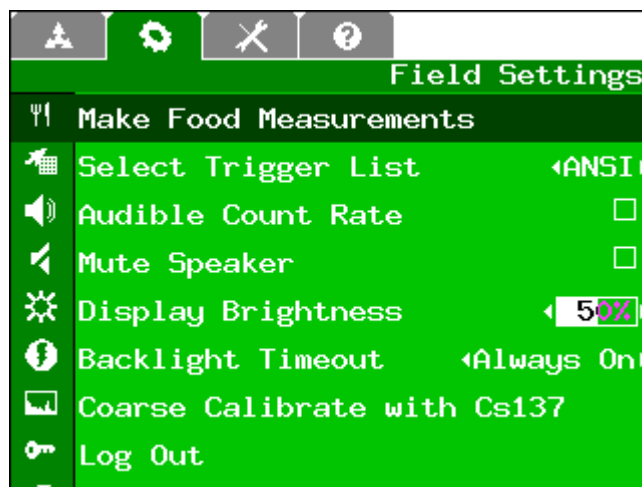 Field Settings
Make Food Measurements
Select Trigger List ANSI
Audible Count Rate
Mute Speaker
Display Brightness 50%
Backlight Timeout Always On
Coarse Calibrate with Cs137
Log Out